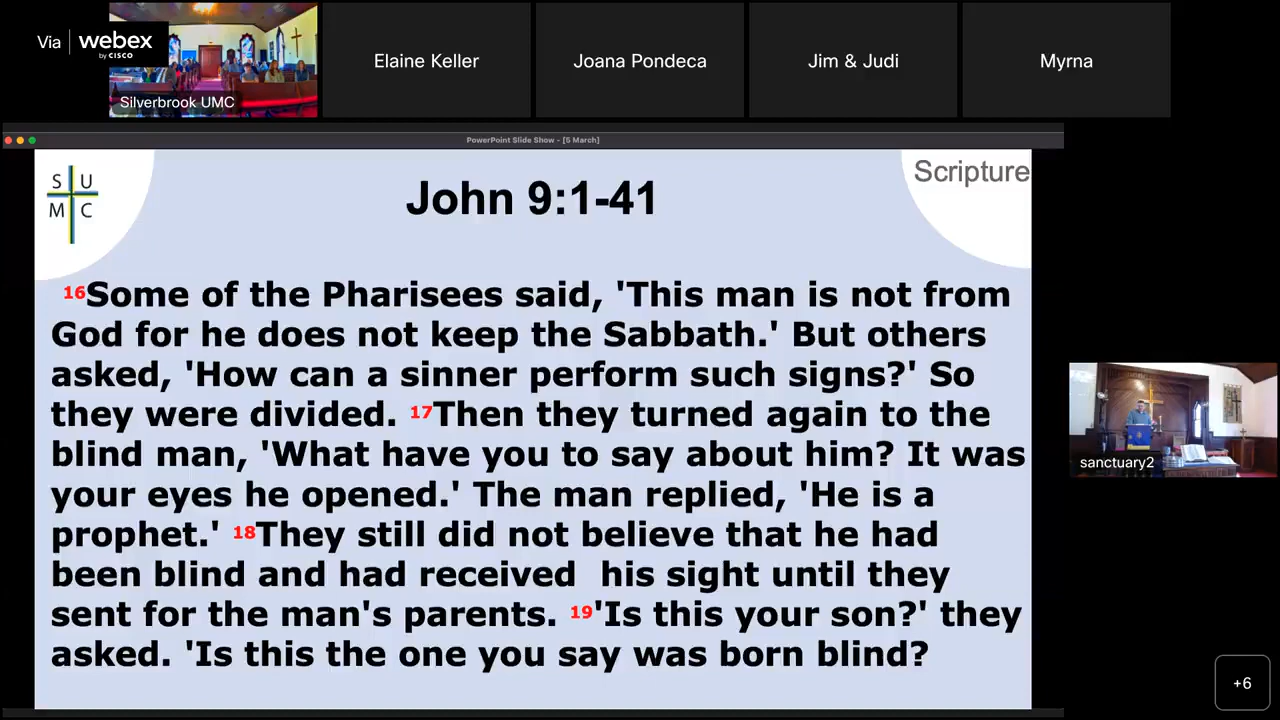 Via webex
by CISCO
Silverbrook UMC
Elaine Keller
Joana Pondeca
Jim & Judi
Myrna
PowerPoint Slide Show - [5 March]
S U
M C
Scripture
John 9:1-41
16Some of the Pharisees said, 'This man is not from
God for he does not keep the Sabbath.' But others
asked, 'How can a sinner perform such signs?' So
they were divided. 17Then they turned again to the
blind man, 'What have you to say about him? It was
your eyes he opened.' The man replied, 'He is a
prophet.' 18They still did not believe that he had
been blind and had received  his sight until they
sent for the man's parents. 19'Is this your son?' they
asked. 'Is this the one you say was born blind?
sanctuary2
+6